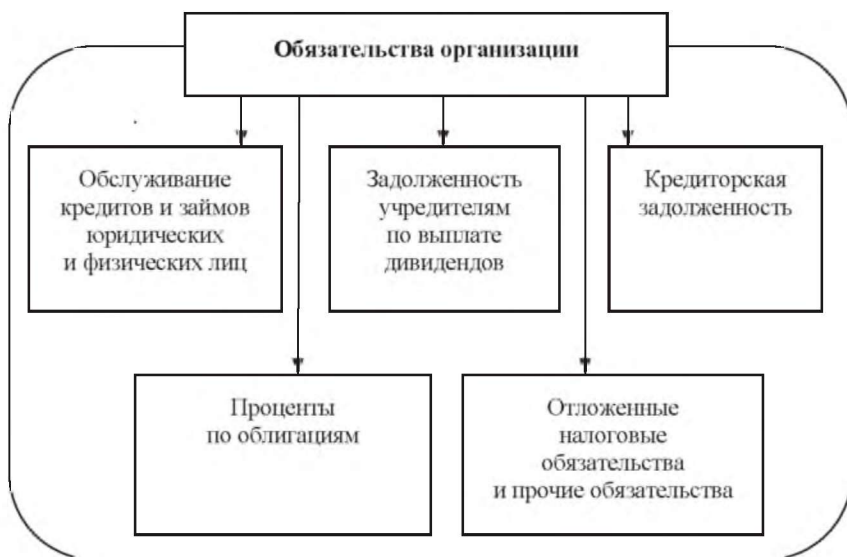 Обязательства организации
Обслуживание
кредитов и займов
юридических
и физических лиц
Задолженность
учредителям
по выплате
дивидендов
Кредиторская
задолженность
Проценты
по облигациям
Отложенные
налоговые
обязательства
и прочие обязательства